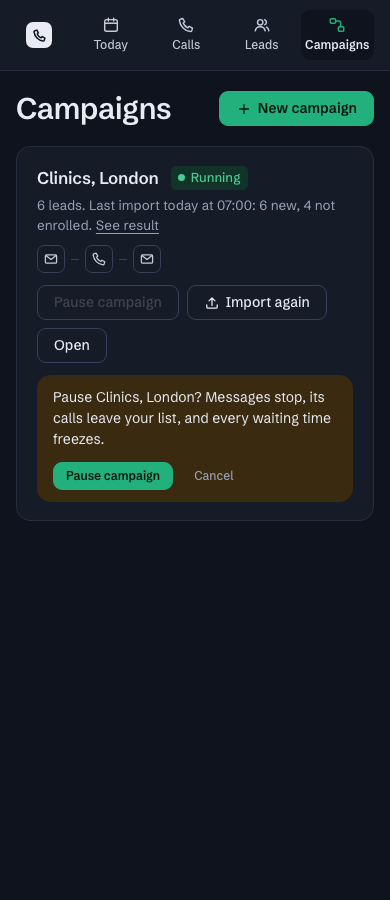 Today
Calls
Leads
Campaigns
Campaigns
New campaign
Clinics, London
Running
6 leads. Last import today at 07:00: 6 new, 4 not
enrolled. See result
Pause campaign
Import again
Open
Pause Clinics, London? Messages stop, its
calls leave your list, and every waiting time
freezes.
Pause campaign
Cancel